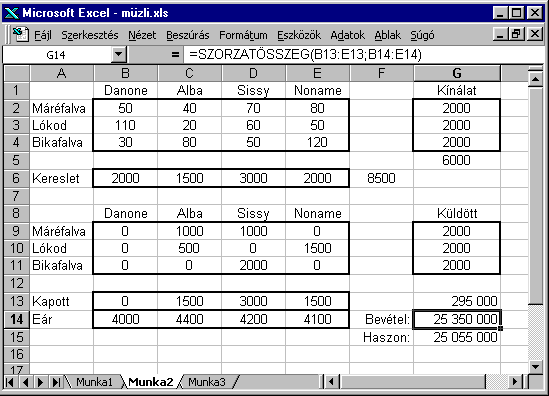 Microsoft Excel - müzli.xls
Fájl Szerkesztés Nézet Beszúrás Formátum Eszközök Adatok Ablak Súgó
G14 = =SZORZATÖSSZEG(B13:E13;B14:E14)
A B C D E F G
1 Danone Alba Sissy Noname Kínálat
2 Máréfalva 50 40 70 80 2000
3 Lókod 110 20 60 50 2000
4 Bikafalva 30 80 50 120 2000
5 6000
6 Kereslet 2000 1500 3000 2000 8500
7
8 Danone Alba Sissy Noname Küldött
9 Máréfalva 0 1000 1000 0 2000
10 Lókod 0 500 0 1500 2000
11 Bikafalva 0 0 2000 0 2000
12
13 Kapott 0 1500 3000 1500 295 000
14 Eár 4000 4400 4200 4100 Bevétel: 25 350 000
15 Haszon: 25 055 000
16
17
Munka1 Munka2 Munka3